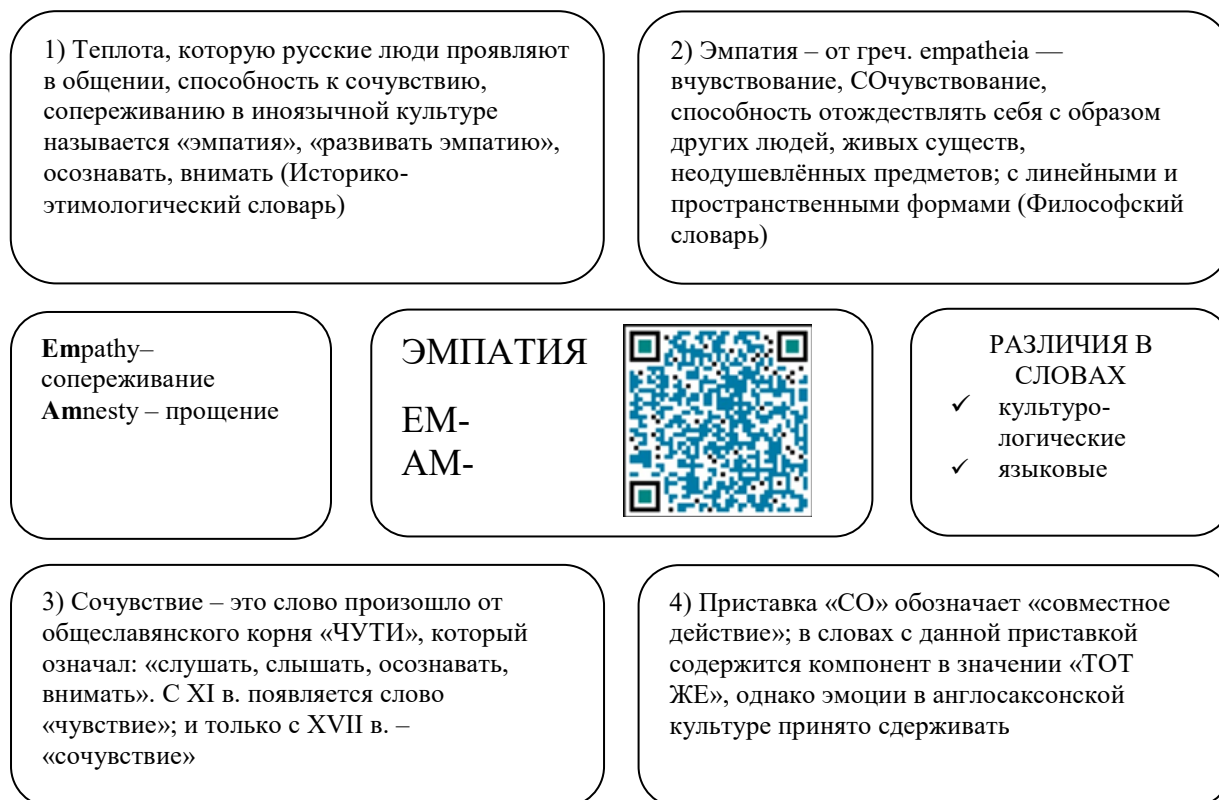 1) Теплота, которую русские люди проявляют
в общении, способность к сочувствию,
сопереживанию в иноязычной культуре
называется «эмпатия», «развивать эмпатию»,
осознавать, внимать (Историко-
этимологический словарь)
2) Эмпатия – от греч. empatheia —
вчувствование, СОчувствование,
способность отождествлять себя с образом
других людей, живых существ,
неодушевлённых предметов; с линейными и
пространственными формами (Философский
словарь)
Empathy–
сопереживание
Amnesty – прощение
ЭМПАТИЯ
EM-
AM-
РАЗЛИЧИЯ В
СЛОВАХ
✓ культуро-
логические
✓ языковые
3) Сочувствие – это слово произошло от
общеславянского корня «ЧУТИ», который
означал: «слушать, слышать, осознавать,
внимать». С XI в. появляется слово
«чувствие»; и только с XVII в. –
«сочувствие»
4) Приставка «СО» обозначает «совместное
действие»; в словах с данной приставкой
содержится компонент в значении «ТОТ
ЖЕ», однако эмоции в англосаксонской
культуре принято сдерживать